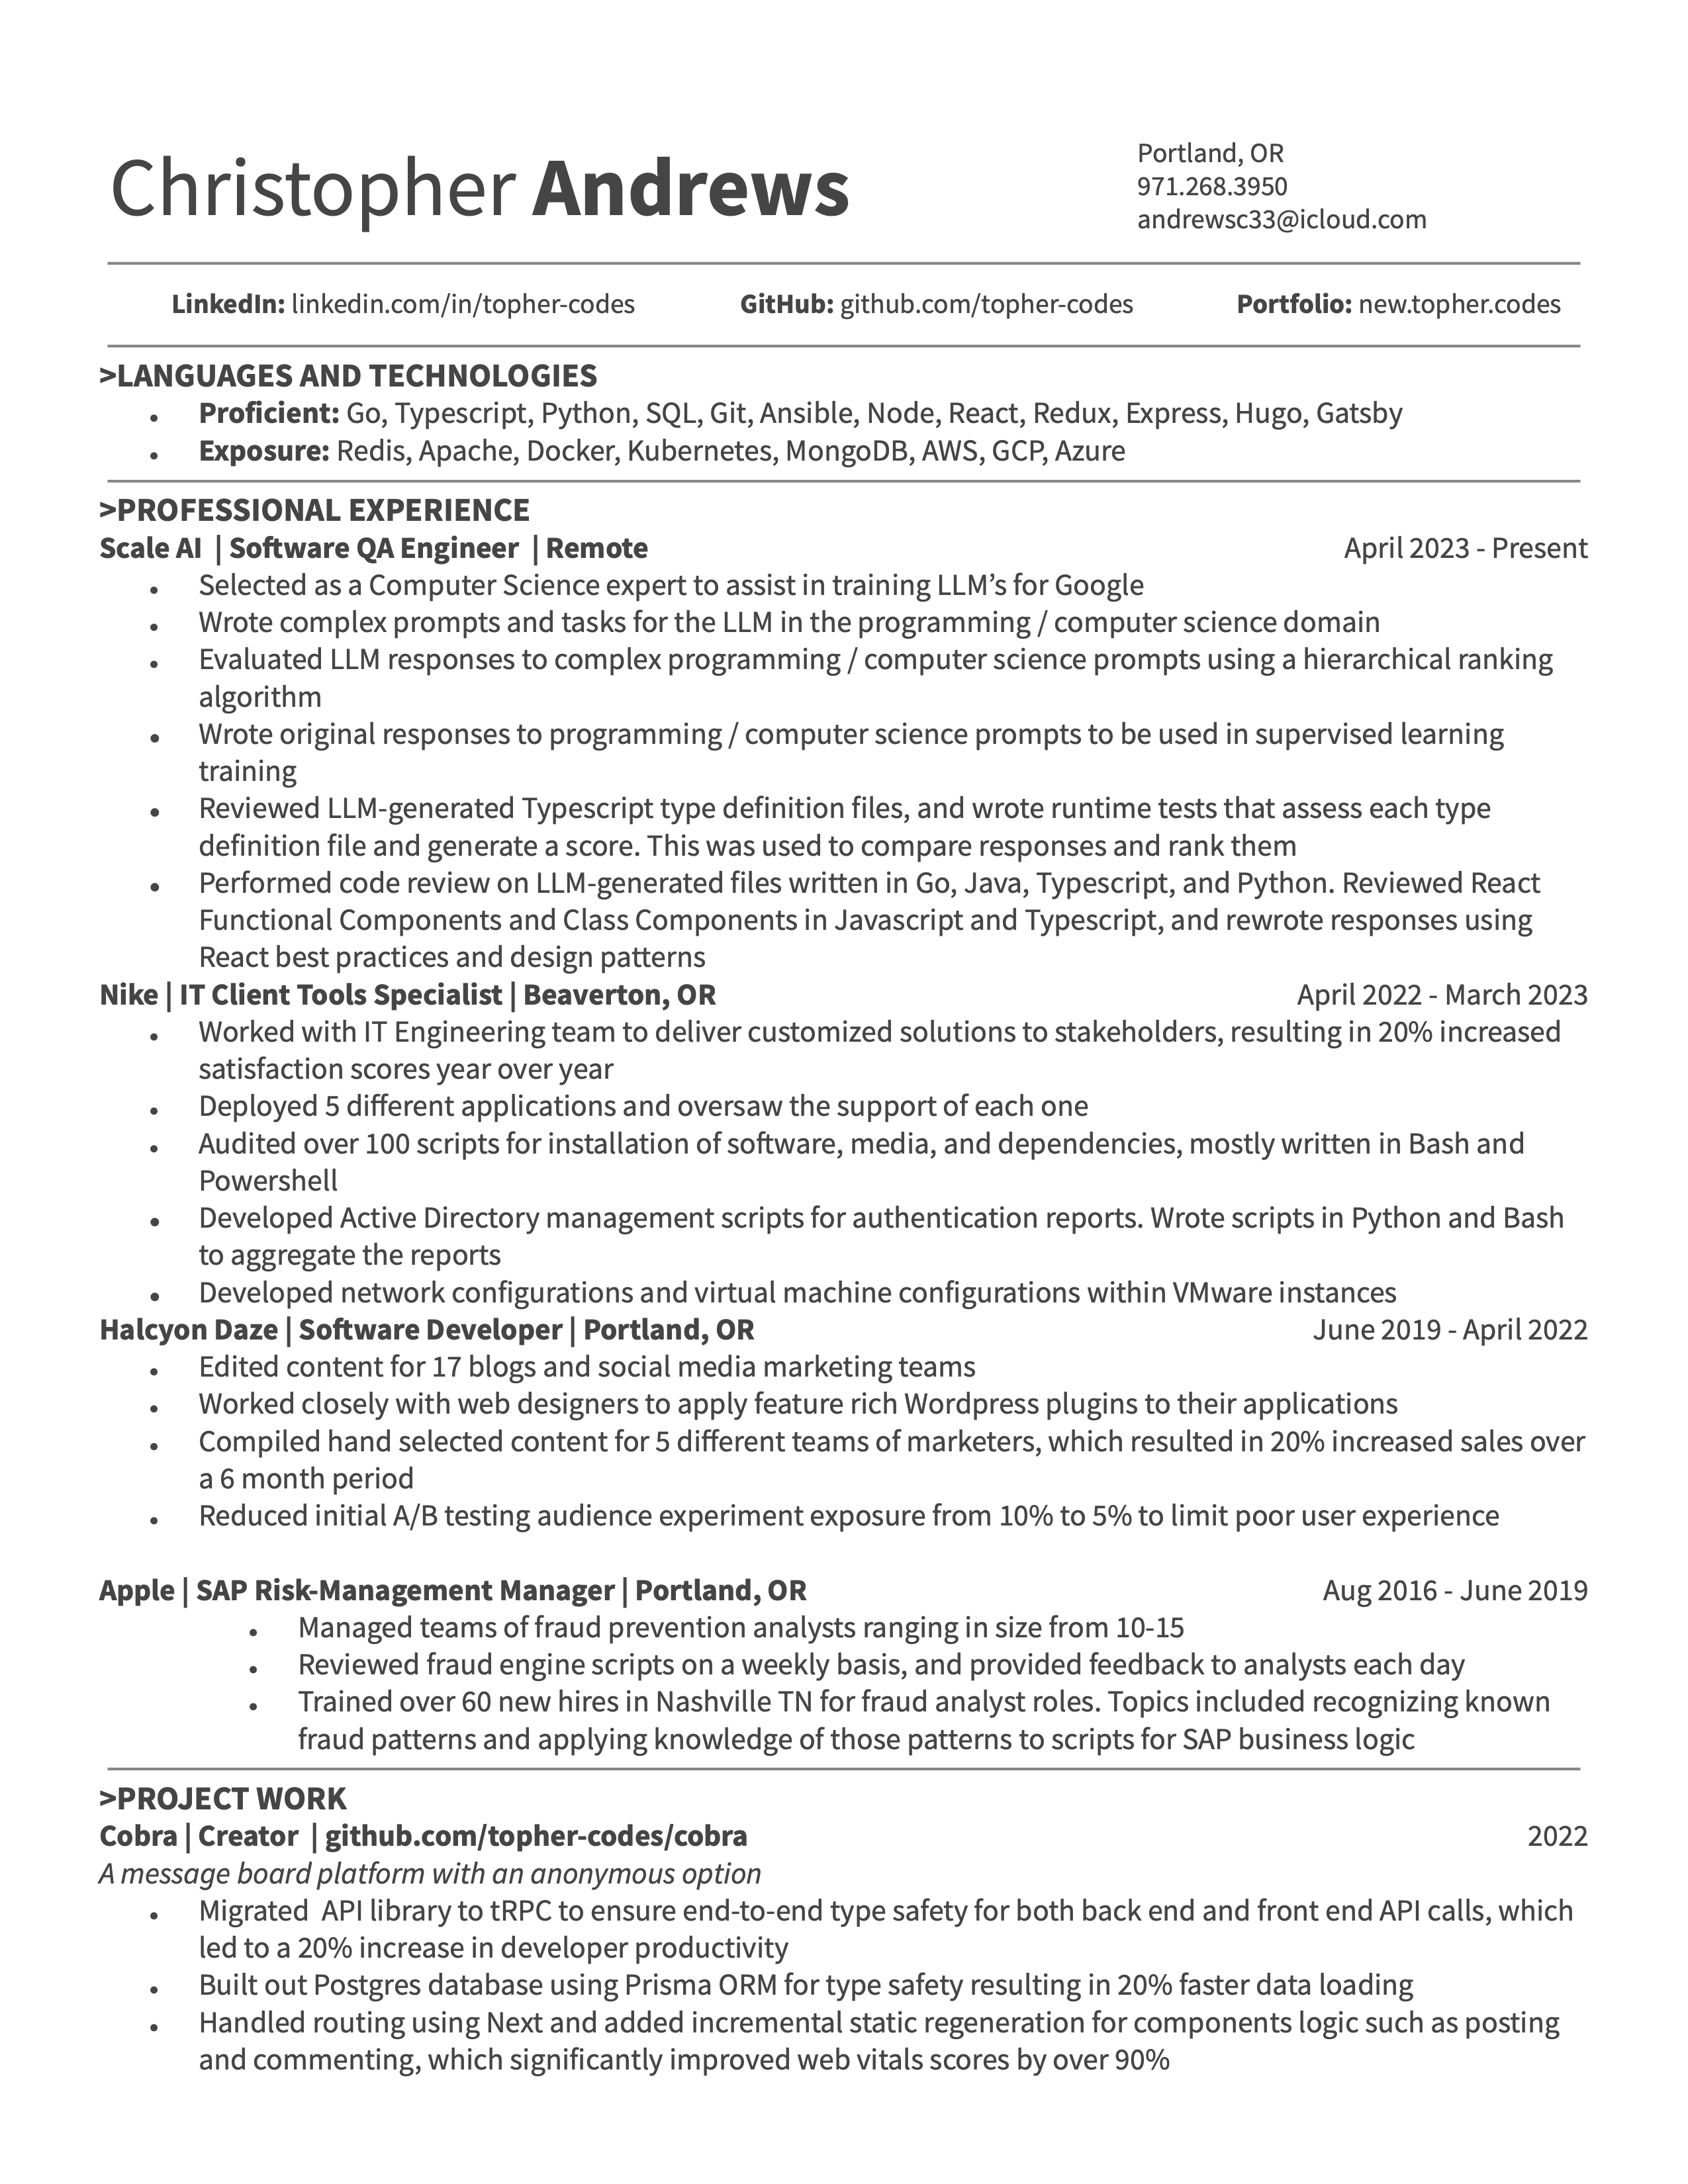 Christopher Andrews
Portland, OR
971.268.3950
andrewsc33@icloud.com
LinkedIn: linkedin.com/in/topher-codes GitHub: github.com/topher-codes Portfolio: new.topher.codes
>LANGUAGES AND TECHNOLOGIES
• Proficient: Go, Typescript, Python, SQL, Git, Ansible, Node, React, Redux, Express, Hugo, Gatsby
• Exposure: Redis, Apache, Docker, Kubernetes, MongoDB, AWS, GCP, Azure
>PROFESSIONAL EXPERIENCE
Scale AI | Software QA Engineer | Remote April 2023 - Present
• Selected as a Computer Science expert to assist in training LLM’s for Google
• Wrote complex prompts and tasks for the LLM in the programming / computer science domain
• Evaluated LLM responses to complex programming / computer science prompts using a hierarchical ranking
algorithm
• Wrote original responses to programming / computer science prompts to be used in supervised learning
training
• Reviewed LLM-generated Typescript type definition files, and wrote runtime tests that assess each type
definition file and generate a score. This was used to compare responses and rank them
• Performed code review on LLM-generated files written in Go, Java, Typescript, and Python. Reviewed React
Functional Components and Class Components in Javascript and Typescript, and rewrote responses using
React best practices and design patterns
Nike | IT Client Tools Specialist | Beaverton, OR April 2022 - March 2023
• Worked with IT Engineering team to deliver customized solutions to stakeholders, resulting in 20% increased
satisfaction scores year over year
• Deployed 5 different applications and oversaw the support of each one
• Audited over 100 scripts for installation of software, media, and dependencies, mostly written in Bash and
Powershell
• Developed Active Directory management scripts for authentication reports. Wrote scripts in Python and Bash
to aggregate the reports
• Developed network configurations and virtual machine configurations within VMware instances
Halcyon Daze | Software Developer | Portland, OR June 2019 - April 2022
• Edited content for 17 blogs and social media marketing teams
• Worked closely with web designers to apply feature rich Wordpress plugins to their applications
• Compiled hand selected content for 5 different teams of marketers, which resulted in 20% increased sales over
a 6 month period
• Reduced initial A/B testing audience experiment exposure from 10% to 5% to limit poor user experience
Apple | SAP Risk-Management Manager | Portland, OR Aug 2016 - June 2019
• Managed teams of fraud prevention analysts ranging in size from 10-15
• Reviewed fraud engine scripts on a weekly basis, and provided feedback to analysts each day
• Trained over 60 new hires in Nashville TN for fraud analyst roles. Topics included recognizing known
fraud patterns and applying knowledge of those patterns to scripts for SAP business logic
>PROJECT WORK
Cobra | Creator | github.com/topher-codes/cobra 2022
A message board platform with an anonymous option
• Migrated API library to tRPC to ensure end-to-end type safety for both back end and front end API calls, which
led to a 20% increase in developer productivity
• Built out Postgres database using Prisma ORM for type safety resulting in 20% faster data loading
• Handled routing using Next and added incremental static regeneration for components logic such as posting
and commenting, which significantly improved web vitals scores by over 90%